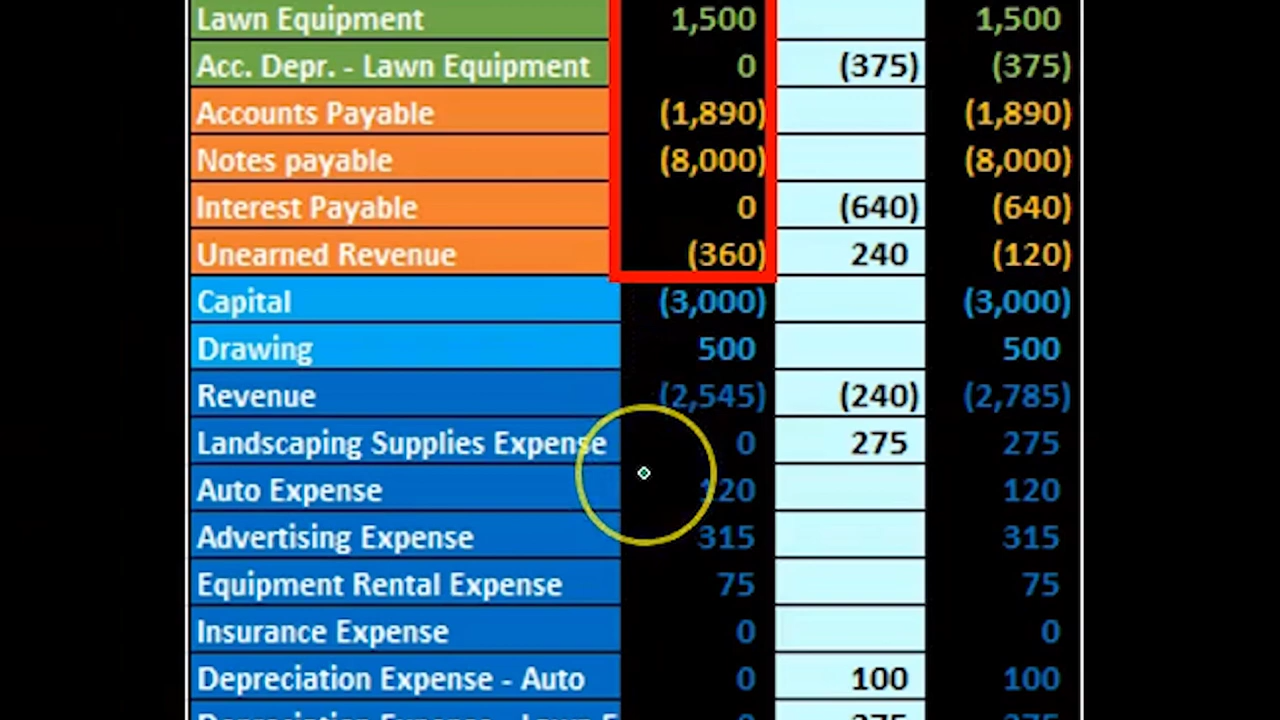 Lawn Equipment 1,500 1,500
Acc. Depr. - Lawn Equipment 0 (375) (375)
Accounts Payable (1,890) (1,890)
Notes payable (8,000) (8,000)
Interest Payable 0 (640) (640)
Unearned Revenue (360) 240 (120)
Capital (3,000) (3,000)
Drawing 500 500
Revenue (2,545) (240) (2,785)
Landscaping Supplies Expense 0 275 275
Auto Expense 120 120
Advertising Expense 315 315
Equipment Rental Expense 75 75
Insurance Expense 0 0
Depreciation Expense - Auto 0 100 100